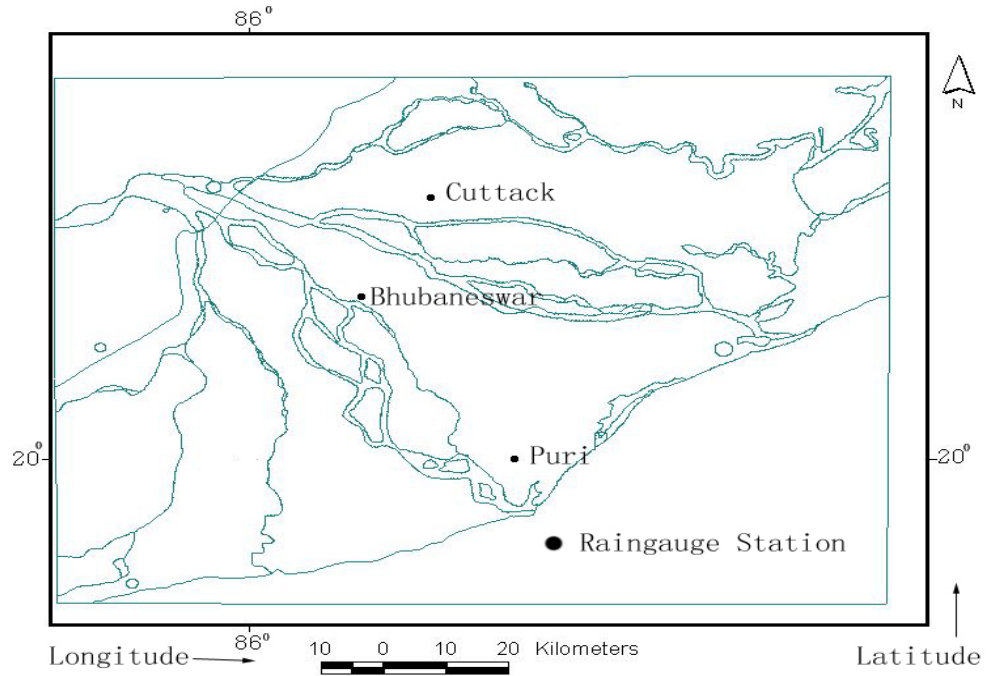 86°
N
Cuttack
Bhubaneswar
20° Puri 20°
Raingauge Station
86°
Longitude 10 0 10 20 Kilometers Latitude